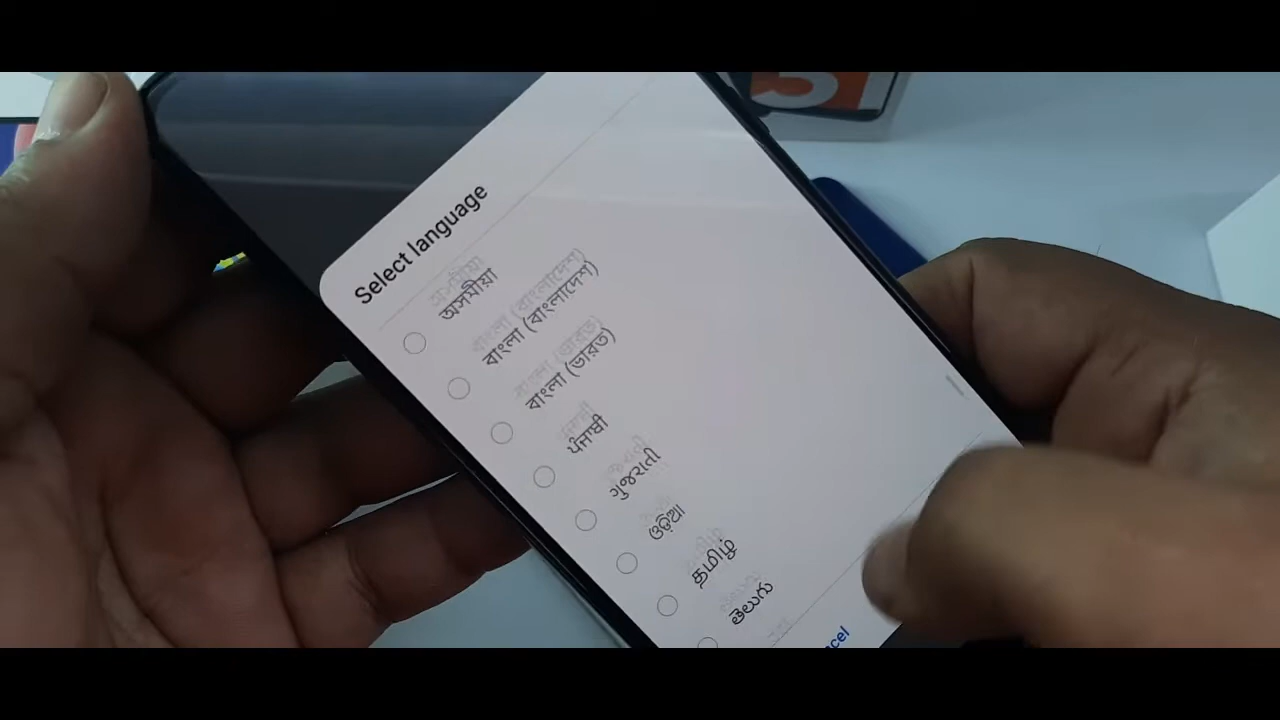 Select language
অসমীয়া
বাংলা (বাংলাদেশ)
বাংলা (ভারত)
ਪੰਜਾਬੀ
ગુજરાતી
ଓଡ଼ିଆ
தமிழ்
తెలుగు